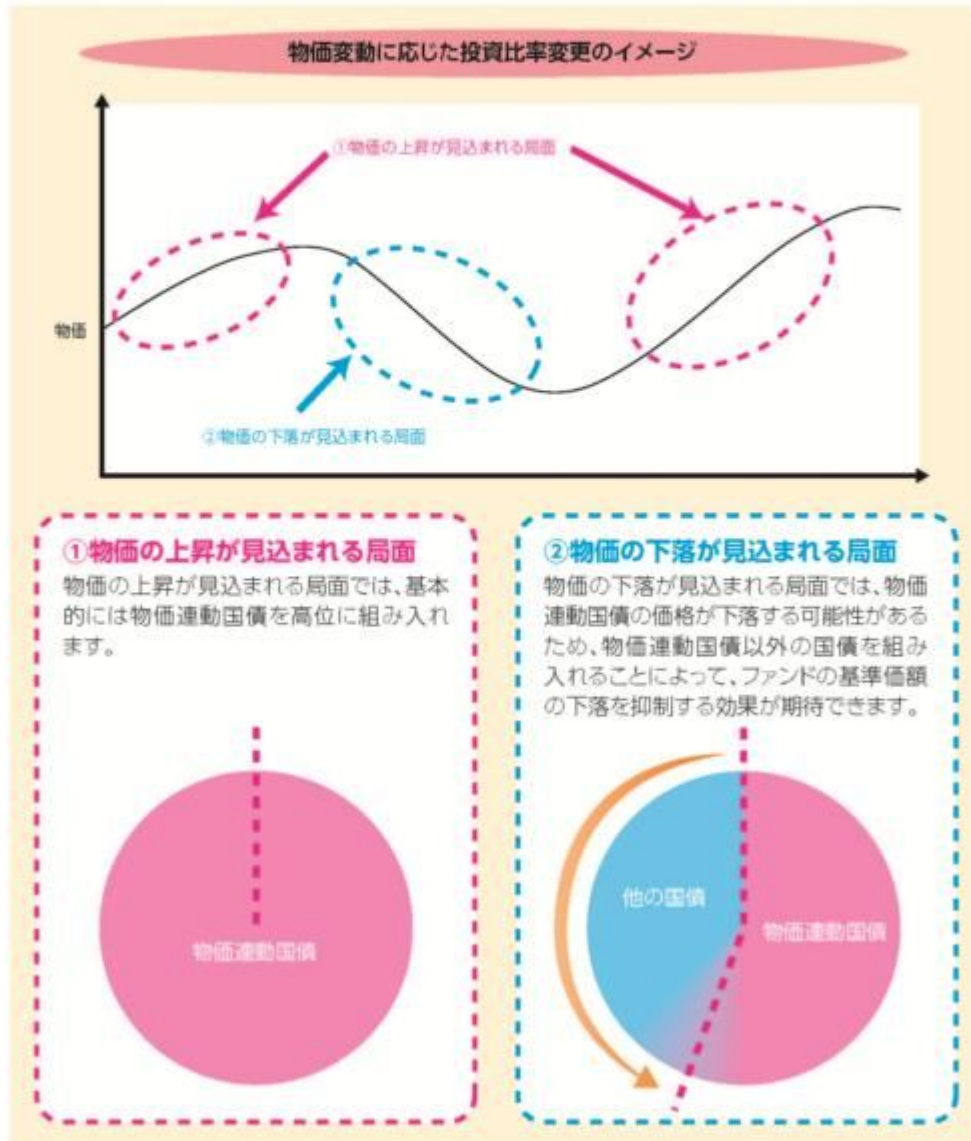 物価変動に応じた投資比率変更のイメージ
①物価の上昇が見込まれる局面
物価
②物価の下落が見込まれる局面
①物価の上昇が見込まれる局面
物価の上昇が見込まれる局面では、基本
的には物価連動国債を高位に組み入れ
ます。
物価連動国債
②物価の下落が見込まれる局面
物価の下落が見込まれる局面では、物価
連動国債の価格が下落する可能性がある
ため、物価連動国債以外の国債を組み
入れることによって、ファンドの基準価額
の下落を抑制する効果が期待できます。
他の国債
物価連動国債